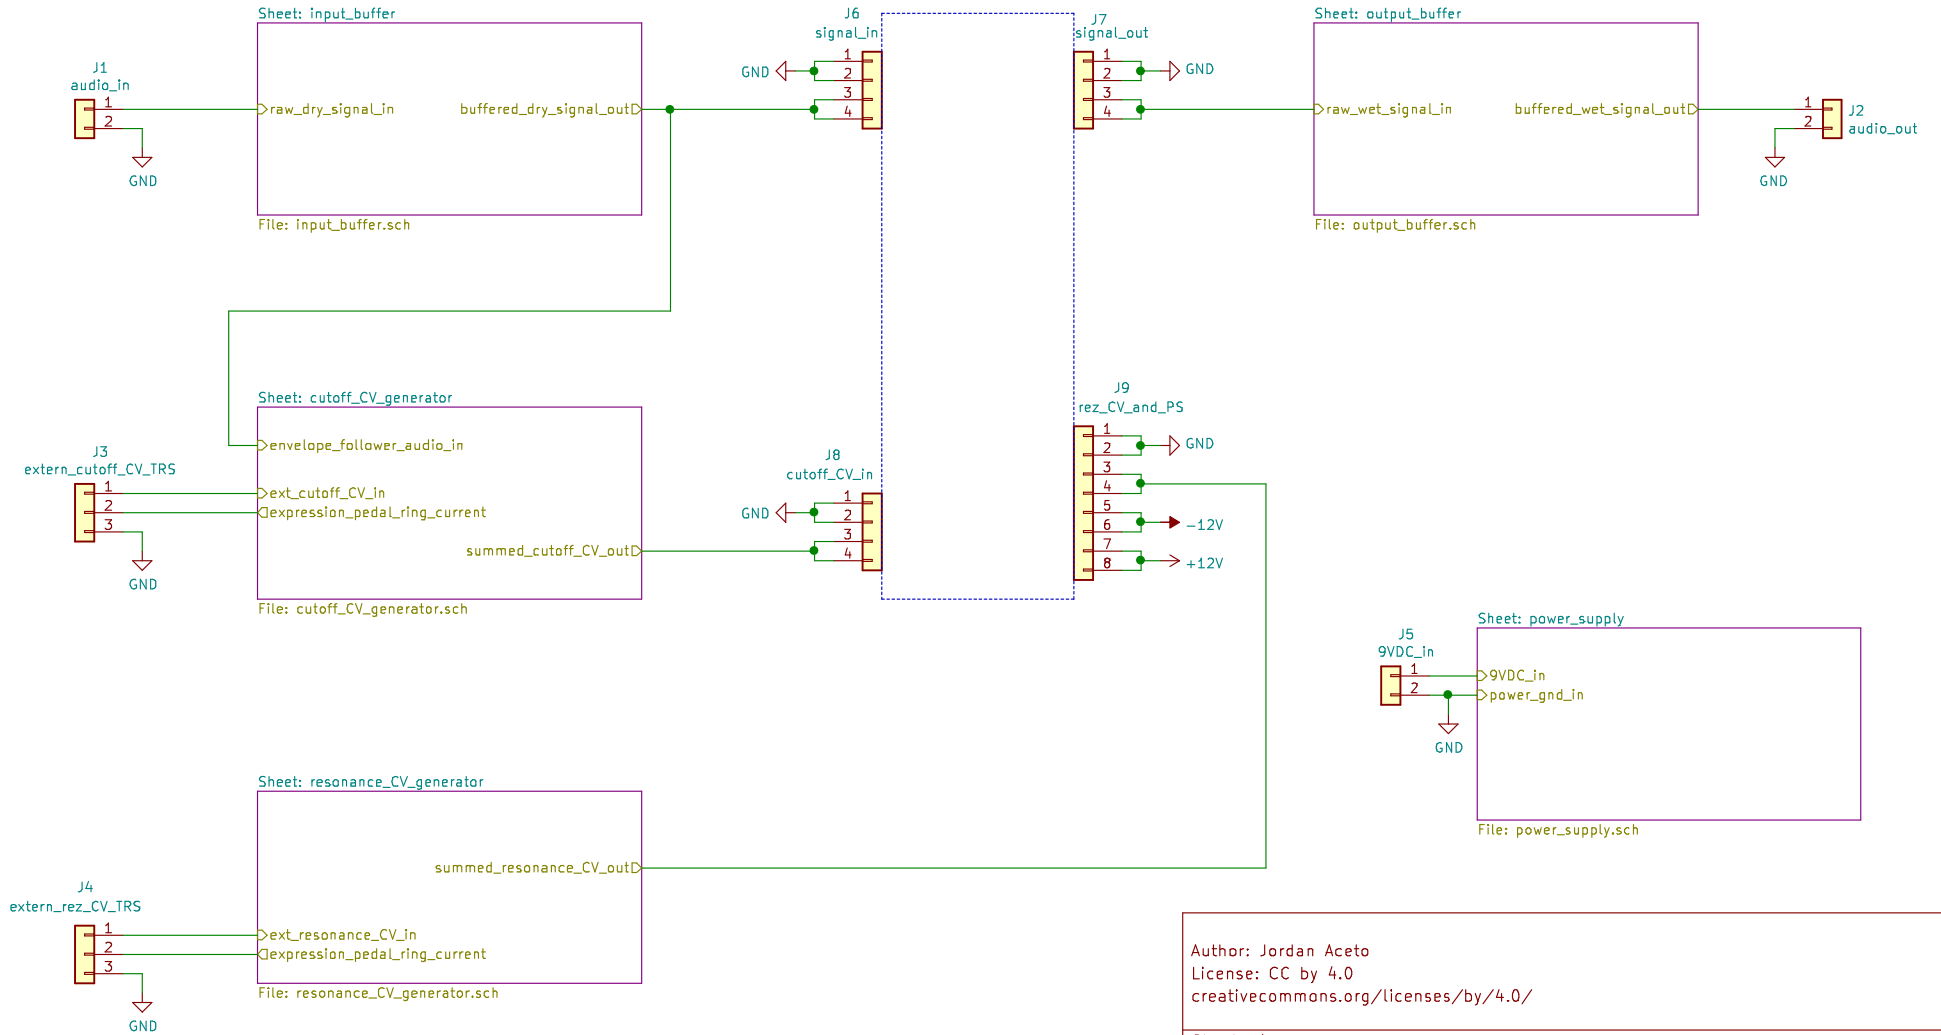 Sheet: input_buffer
J1
audio_in
1
2
GND
raw_dry_signal_in
buffered_dry_signal_out
File: input_buffer.sch
J6
signal_in
GND
1
2
3
4
J7
signal_out
1
2
3
4
GND
Sheet: output_buffer
raw_wet_signal_in
buffered_wet_signal_out
File: output_buffer.sch
1
2
J2
audio_out
GND
Sheet: cutoff_CV_generator
J3
extern_cutoff_CV_TRS
1
2
3
GND
envelope_follower_audio_in
ext_cutoff_CV_in
expression_pedal_ring_current
summed_cutoff_CV_out
File: cutoff_CV_generator.sch
J8
cutoff_CV_in
GND
1
2
3
4
J9
rez_CV_and_PS
1
2
3
4
5
6
7
8
GND
-12V
+12V
Sheet: power_supply
J5
9VDC_in
1
2
GND
9VDC_in
power_gnd_in
File: power_supply.sch
Sheet: resonance_CV_generator
summed_resonance_CV_out
J4
extern_rez_CV_TRS
1
2
3
GND
ext_resonance_CV_in
expression_pedal_ring_current
File: resonance_CV_generator.sch
Author: Jordan Aceto
License: CC by 4.0
creativecommons.org/licenses/by/4.0/